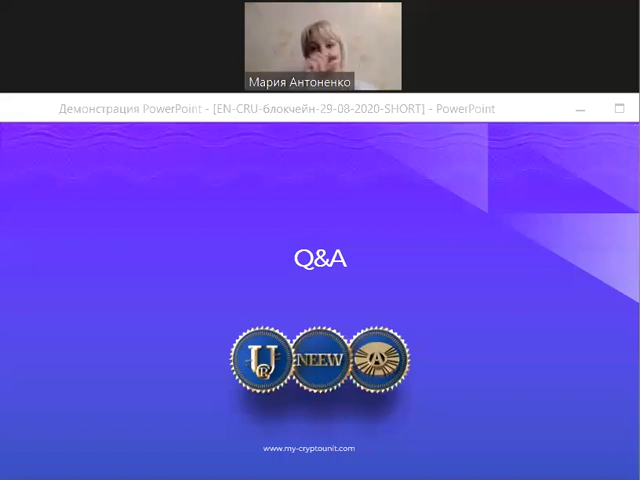 Мария Антоненко
Демонстрация PowerPoint - [EN-CRU-блокчейн-29-08-2020-SHORT] - PowerPoint
Q&A
NEEW
A
www.my-cryptounit.com